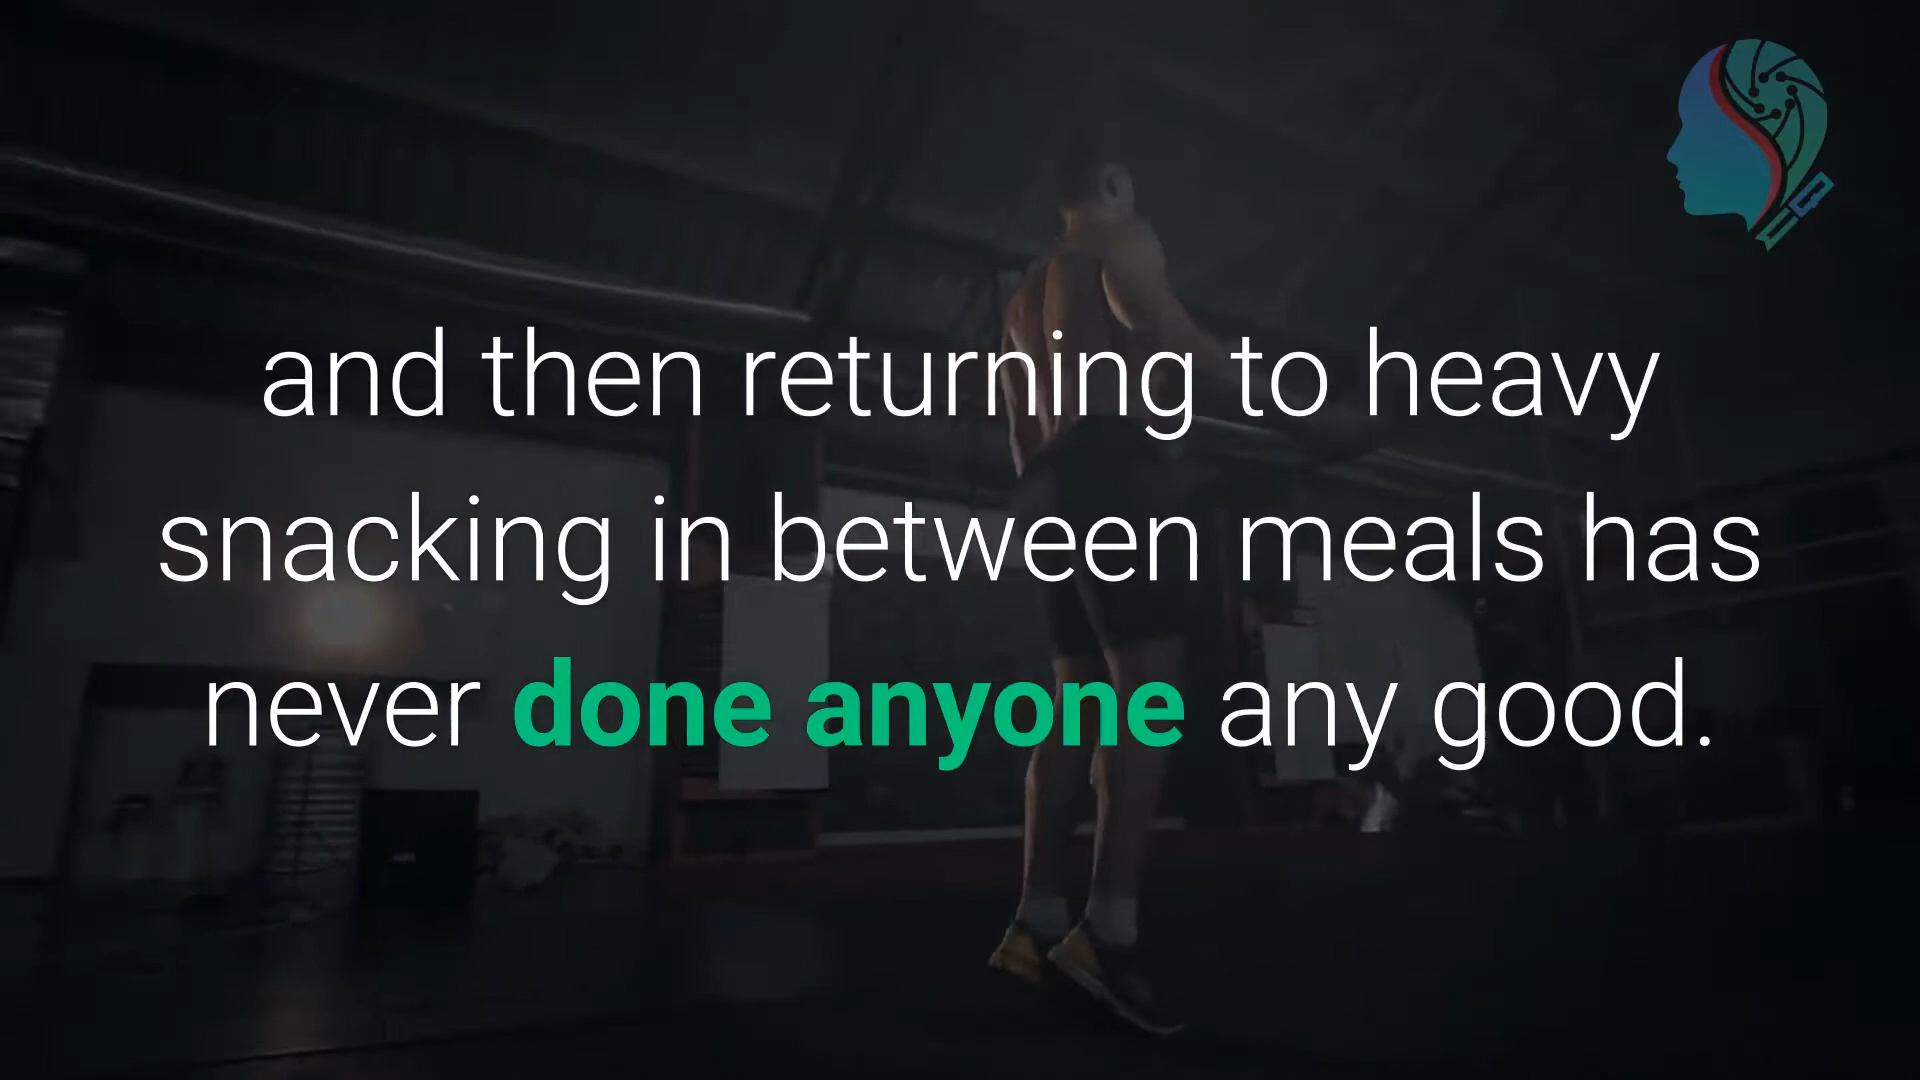 and then returning to heavy
snacking in between meals has
never done anyone any good.